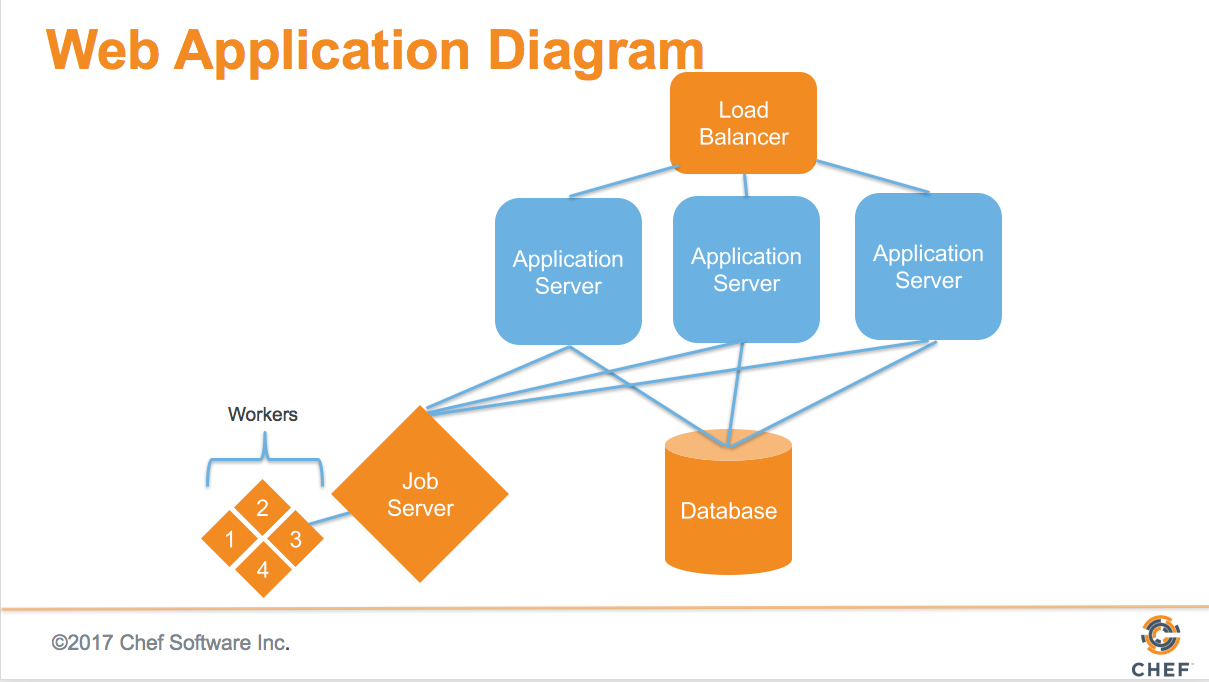 Web Application Diagram
Load
Balancer
Application
Server
Application
Server
Application
Server
Workers
Job
Server
2
1
3
4
Database
©2017 Chef Software Inc.
CHEF